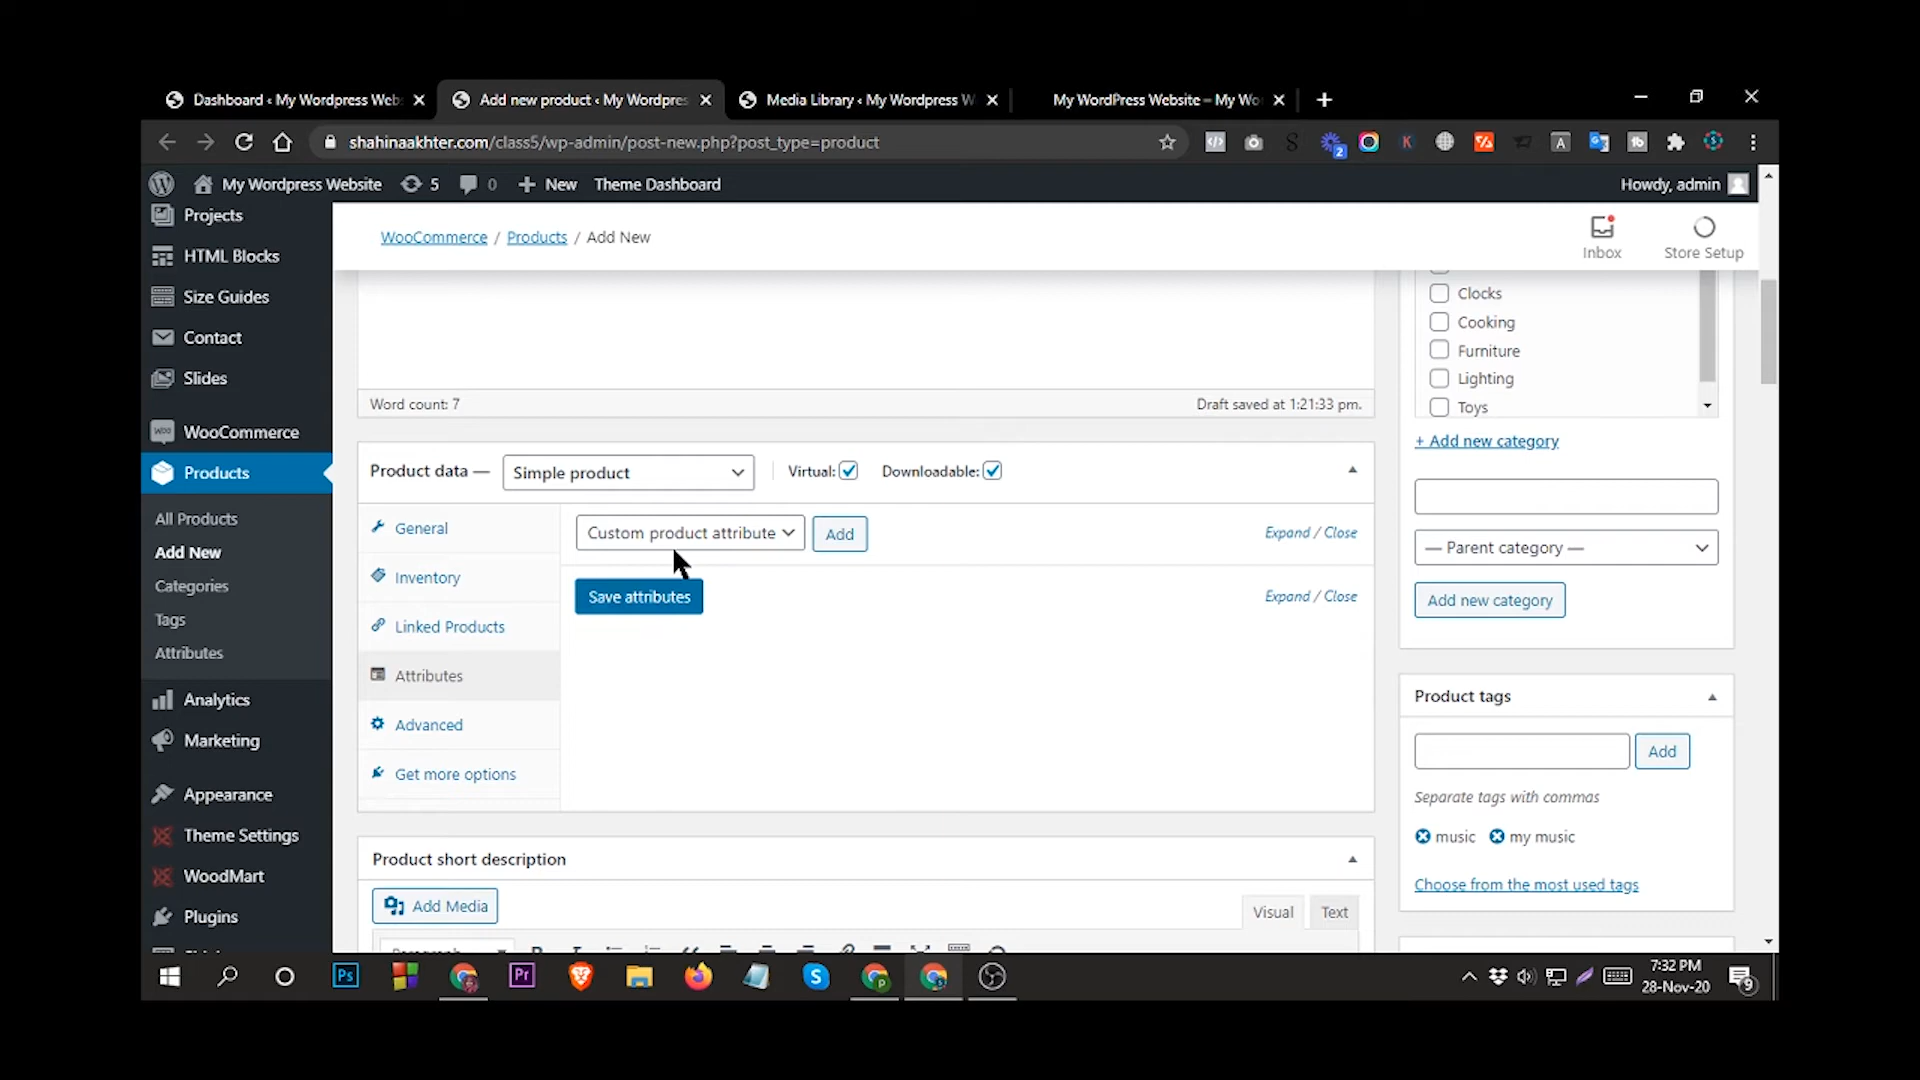 Dashboard ‹ My Wordpress Web
Add new product ‹ My Wordpres
Media Library ‹ My Wordpress W
My WordPress Website – My Wo
shahinaakhter.com/class5/wp-admin/post-new.php?post_type=product
My Wordpress Website
5
0
New
Theme Dashboard
Howdy, admin
Projects
HTML Blocks
Size Guides
Contact
Slides
WooCommerce
Products
All Products
Add New
Categories
Tags
Attributes
Analytics
Marketing
Appearance
Theme Settings
WoodMart
Plugins
WooCommerce / Products / Add New
Inbox
Store Setup
Word count: 7
Draft saved at 1:21:33 pm.
Product data —
Simple product
Virtual:
Downloadable:
General
Inventory
Linked Products
Attributes
Advanced
Get more options
Custom product attribute
Add
Expand / Close
Save attributes
Expand / Close
Product short description
Add Media
Visual
Text
Clocks
Cooking
Furniture
Lighting
Toys
+ Add new category
— Parent category —
Add new category
Product tags
Add
Separate tags with commas
music
my music
Choose from the most used tags
7:32 PM
28-Nov-20